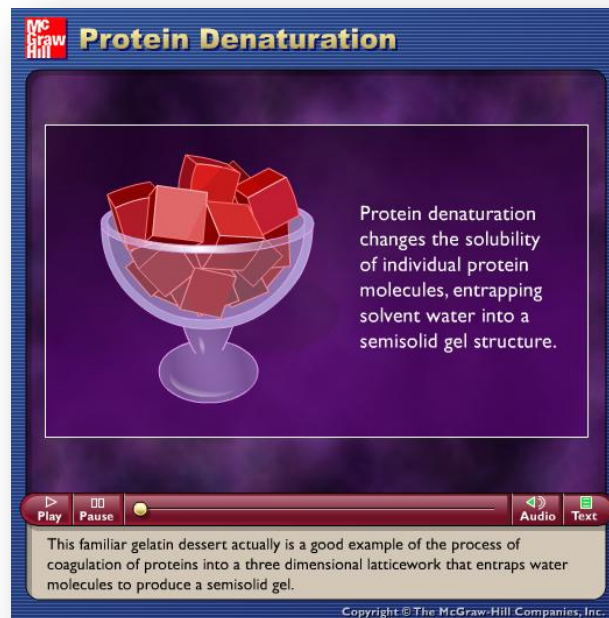 Mc
Graw
Hill
Protein Denaturation
Protein denaturation
changes the solubility
of individual protein
molecules, entrapping
solvent water into a
semisolid gel structure.
Play
Pause
Audio
Text
This familiar gelatin dessert actually is a good example of the process of
coagulation of proteins into a three dimensional latticework that entraps water
molecules to produce a semisolid gel.
Copyright © The McGraw-Hill Companies, Inc.